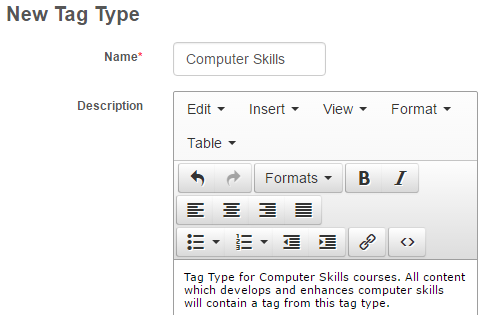 New Tag Type
Name*
Computer Skills
Description
Edit Insert View Format
Table
Formats B I
Tag Type for Computer Skills courses. All content
which develops and enhances computer skills
will contain a tag from this tag type.